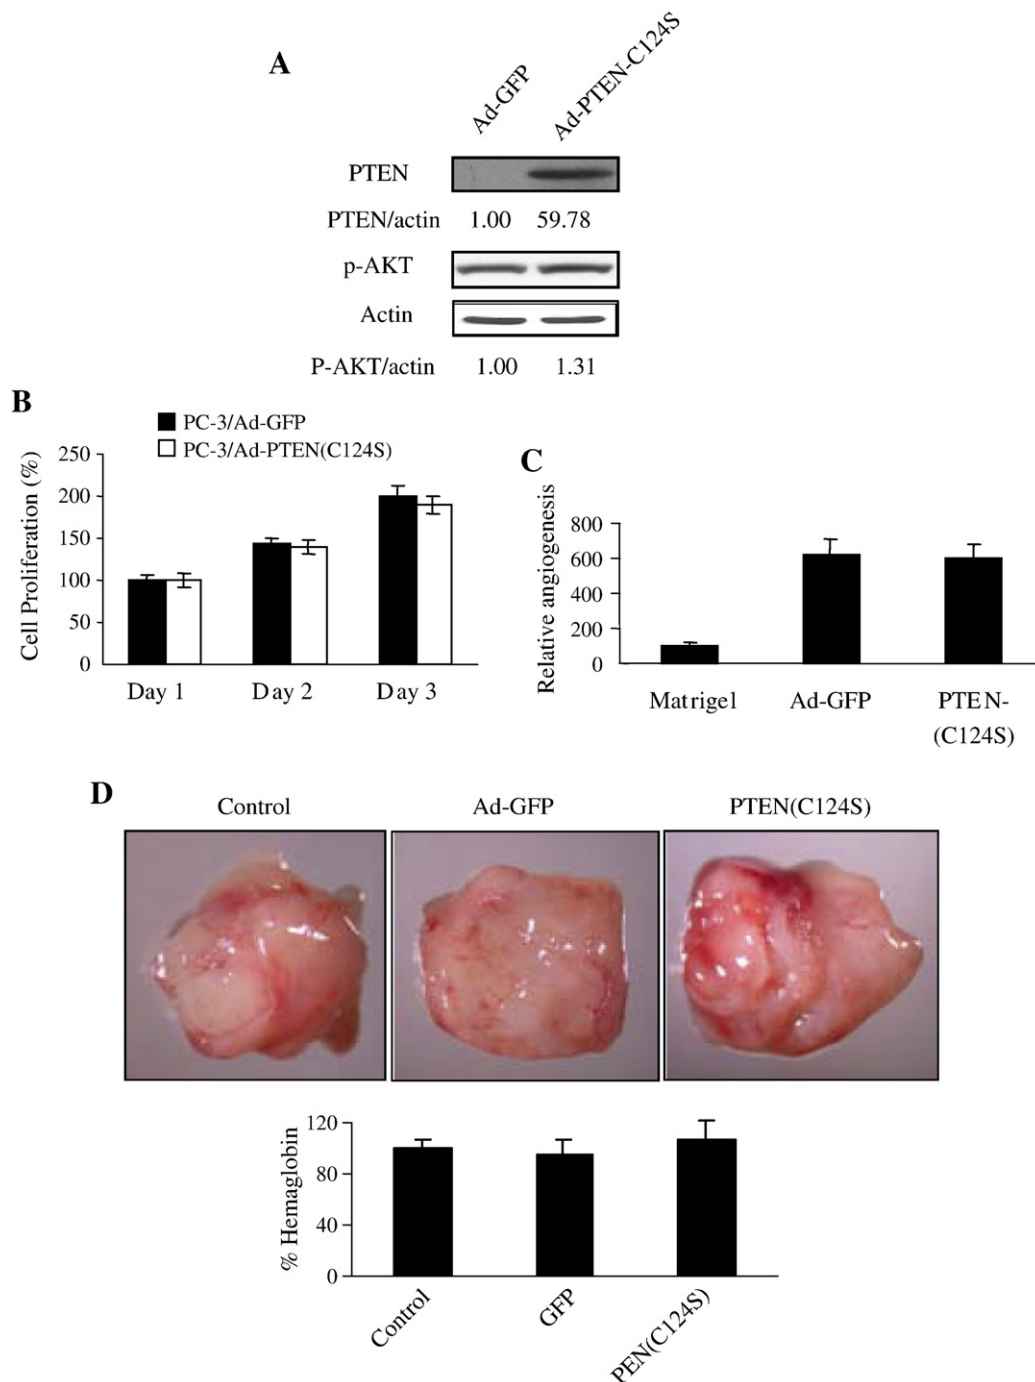 A
Ad-GFP
Ad-PTEN-C124S
PTEN
PTEN/actin 1.00 59.78
p-AKT
Actin
P-AKT/actin 1.00 1.31
B
PC-3/Ad-GFP
PC-3/Ad-PTEN(C124S)
Cell Proliferation (%)
250
200
150
100
50
0
Day 1 Day 2 Day 3
C
Relative angiogenesis
800
600
400
200
0
Matrigel Ad-GFP PTEN-
(C124S)
D
Control Ad-GFP PTEN(C124S)
% Hemaglobin
120
80
40
0
Control
GFP
PEN(C124S)